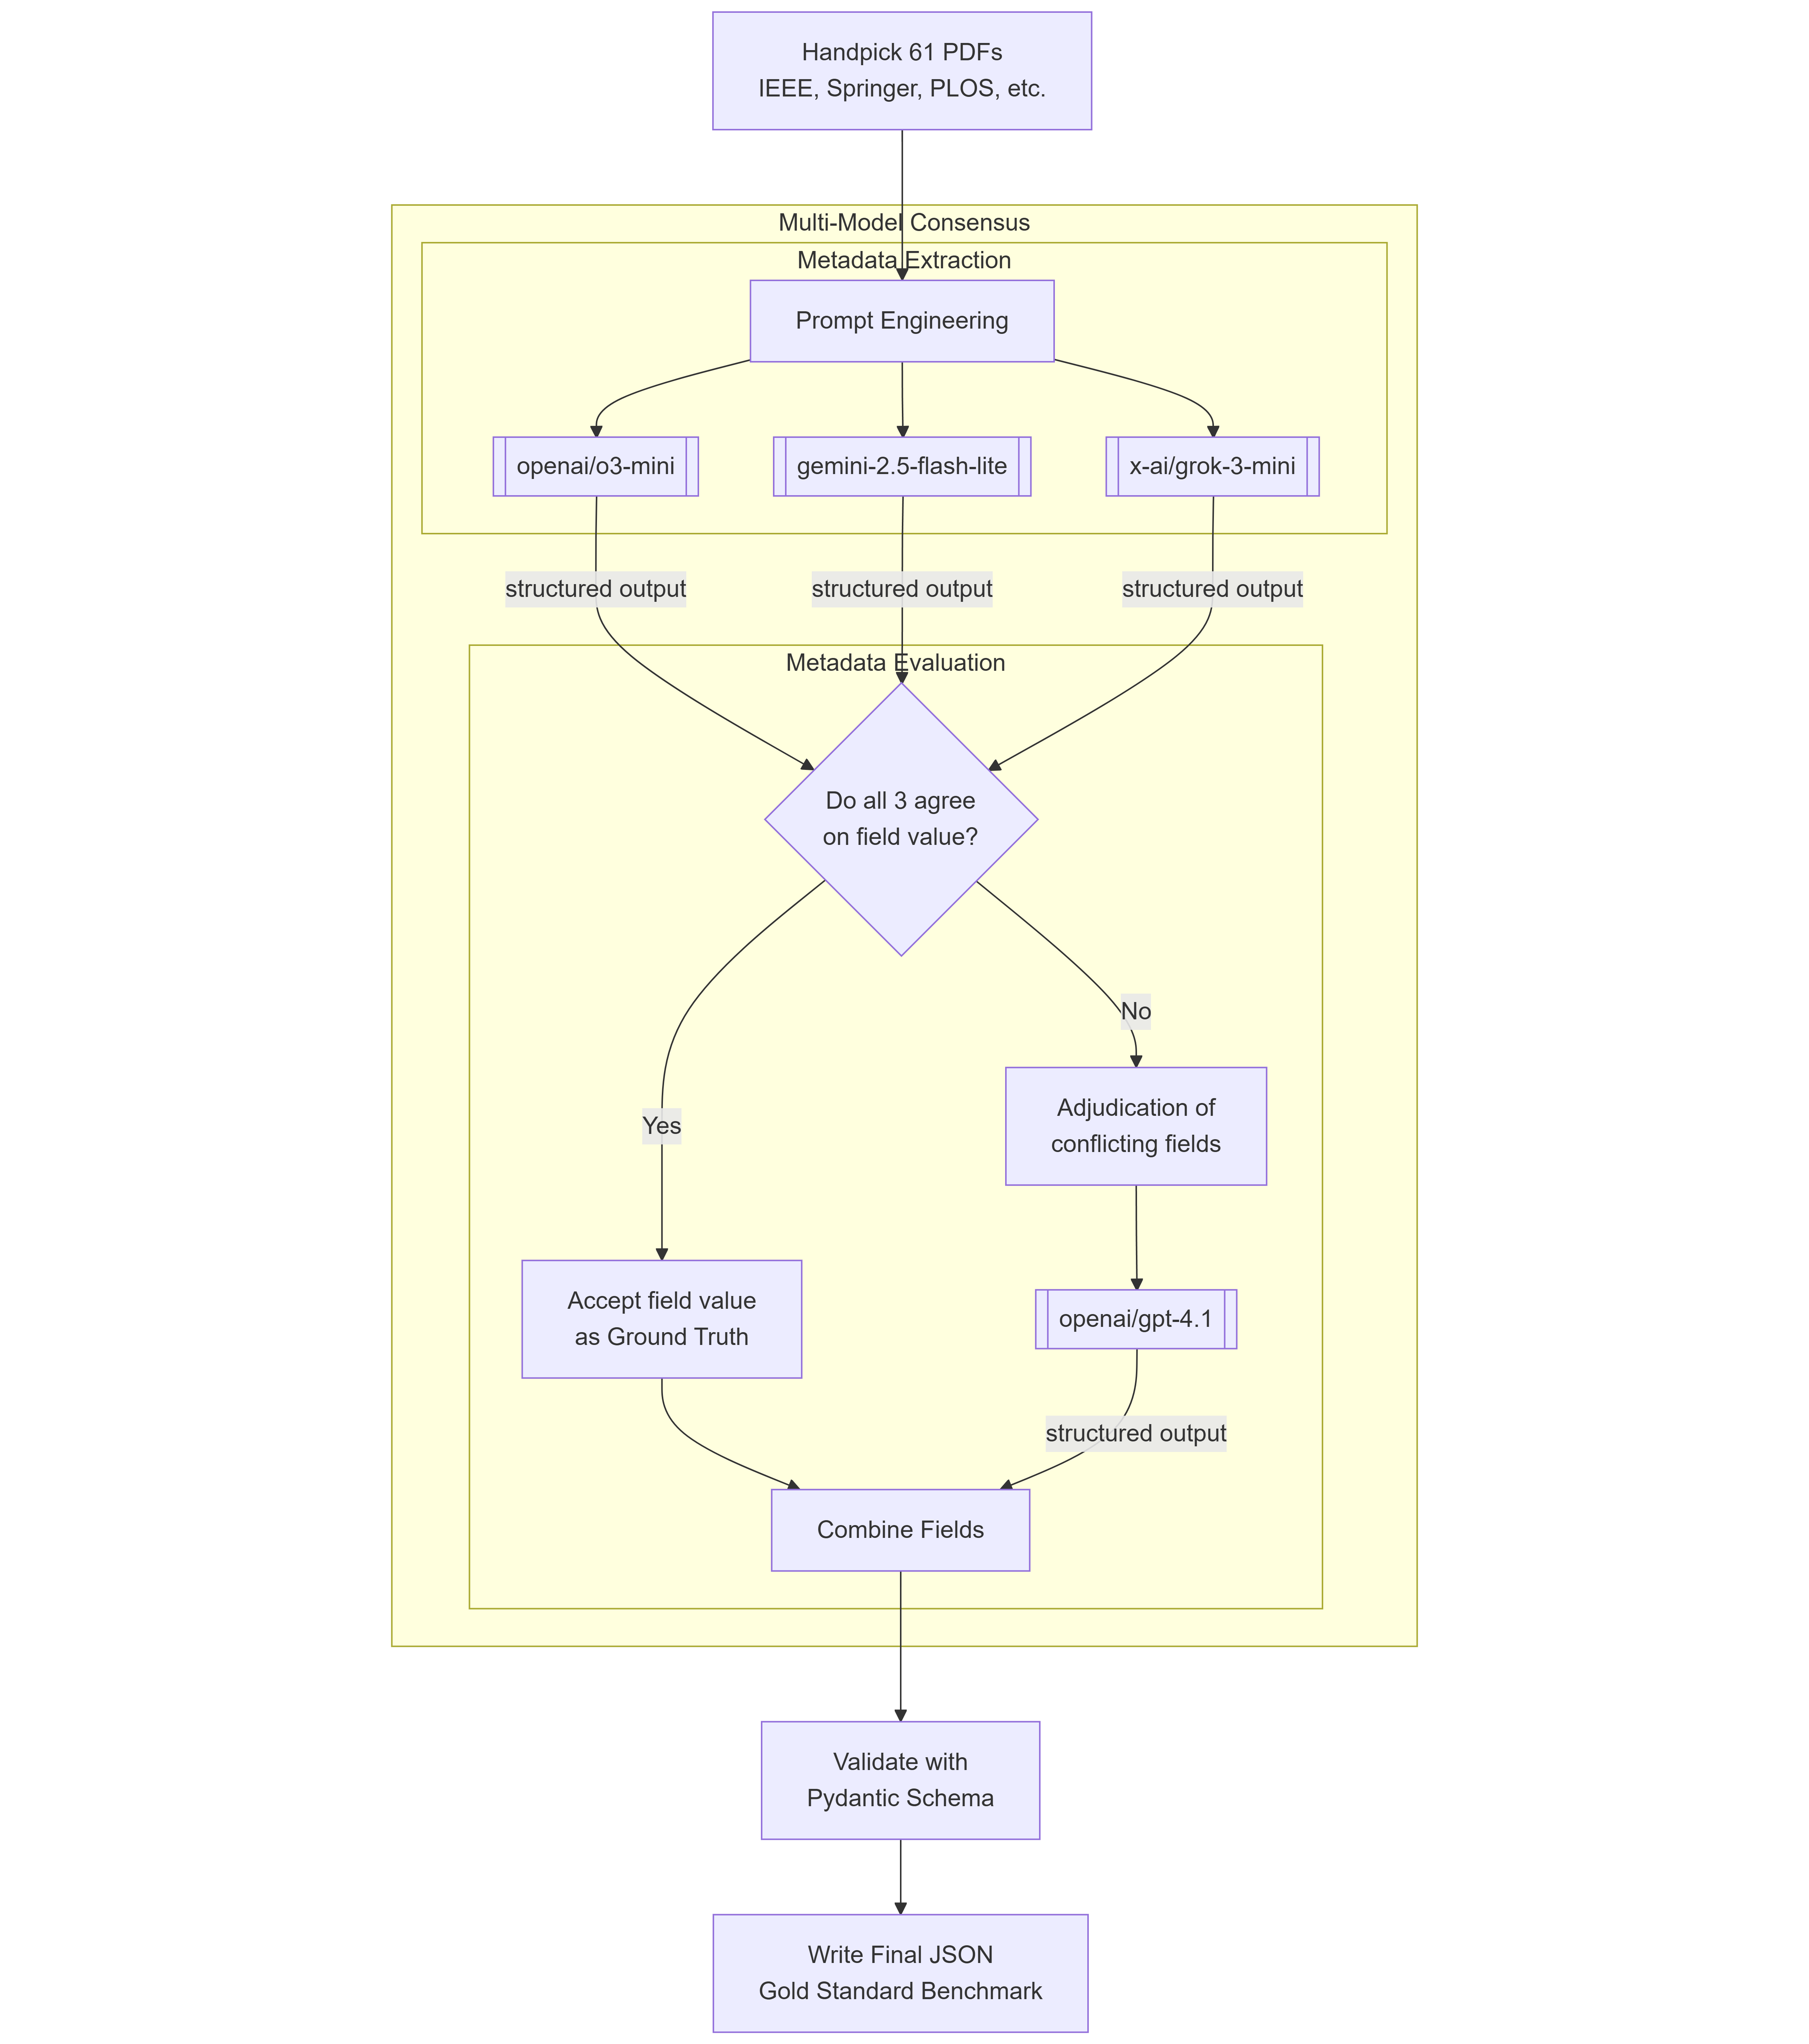 Handpick 61 PDFs
IEEE, Springer, PLOS, etc.
Multi-Model Consensus
Metadata Extraction
Prompt Engineering
openai/o3-mini
gemini-2.5-flash-lite
x-ai/grok-3-mini
structured output
structured output
structured output
Metadata Evaluation
Do all 3 agree
on field value?
No
Adjudication of
conflicting fields
Yes
Accept field value
as Ground Truth
openai/gpt-4.1
structured output
Combine Fields
Validate with
Pydantic Schema
Write Final JSON
Gold Standard Benchmark